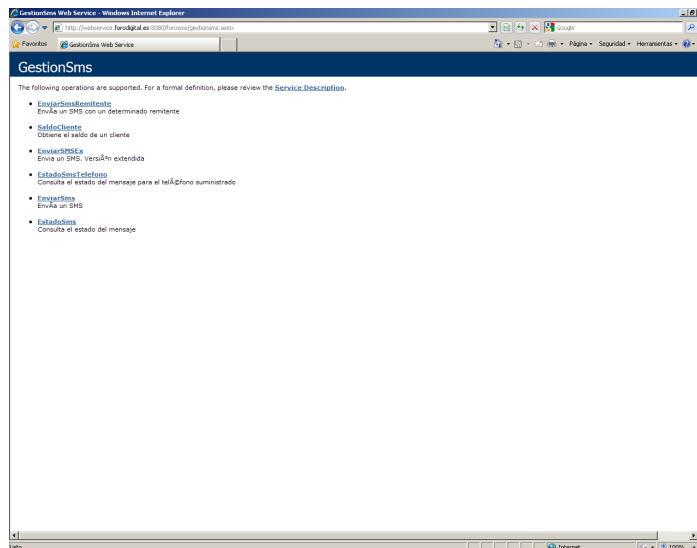 GestionSms Web Service - Windows Internet Explorer
http://webservice.forodigital.es:8080/forosms/gestionsms.asmx
Google
Favoritos
GestionSms Web Service
Página
Seguridad
Herramientas
GestionSms
The following operations are supported. For a formal definition, please review the Service Description.
EnviarSmsRemitente
EnvÃa un SMS con un determinado remitente
SaldoCliente
Obtiene el saldo de un cliente
EnviarSMSEx
Envia un SMS. VersiÃ³n extendida
EstadoSmsTelefono
Consulta el estado del mensaje para el telÃ©fono suministrado
EnviarSms
EnvÃa un SMS
EstadoSms
Consulta el estado del mensaje
Listo
Internet
100%